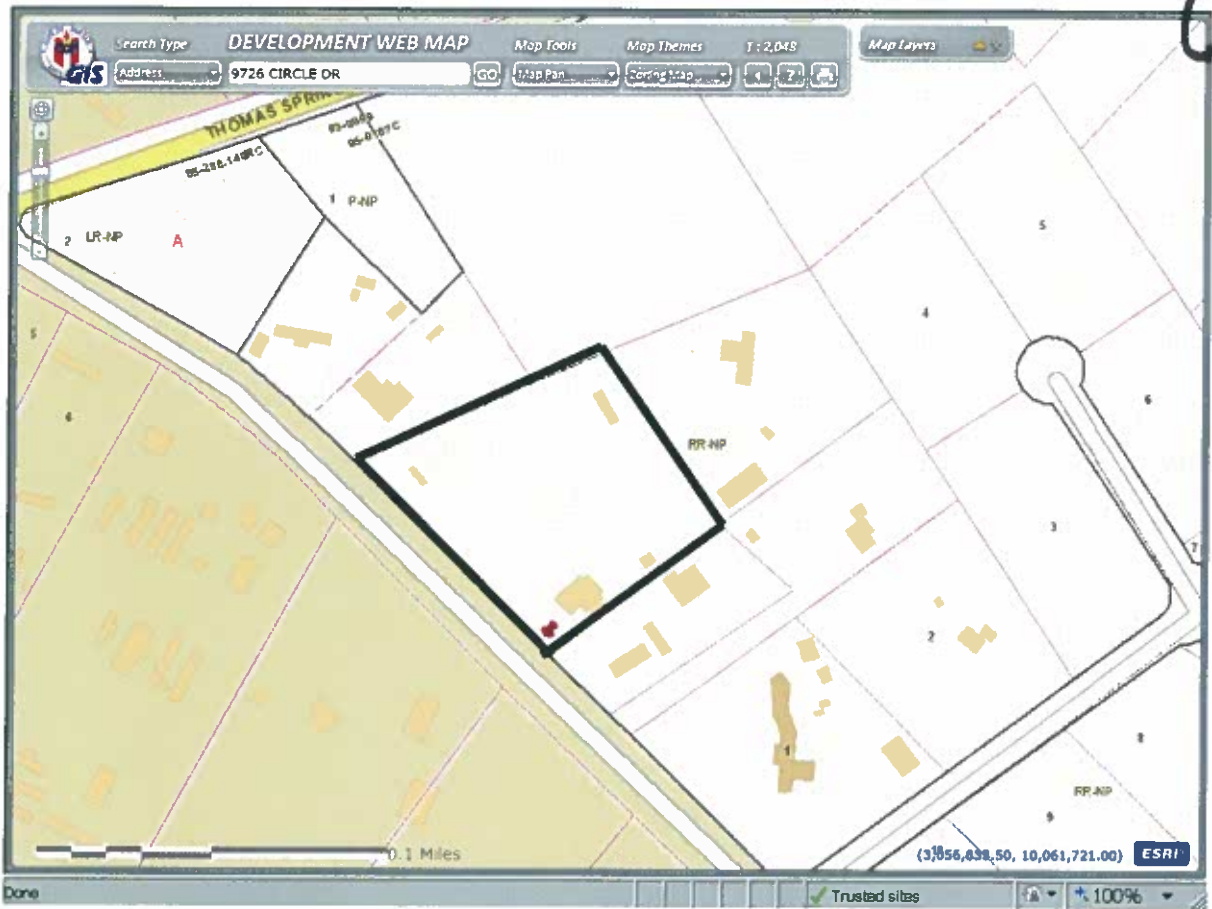 Search Type
DEVELOPMENT WEB MAP
Map Tools
Map Themes
1 : 2,048
Map Layers
GIS
Address
9726 CIRCLE DR
GO
Map Pan
Zoning Map
?
THOMAS
1
P-NP
2
LR-NP
A
5
4
5
6
6
RR-NP
3
7
2
1
8
RR-NP
9
0.1 Miles
ESRI
Done
Trusted sites
100%